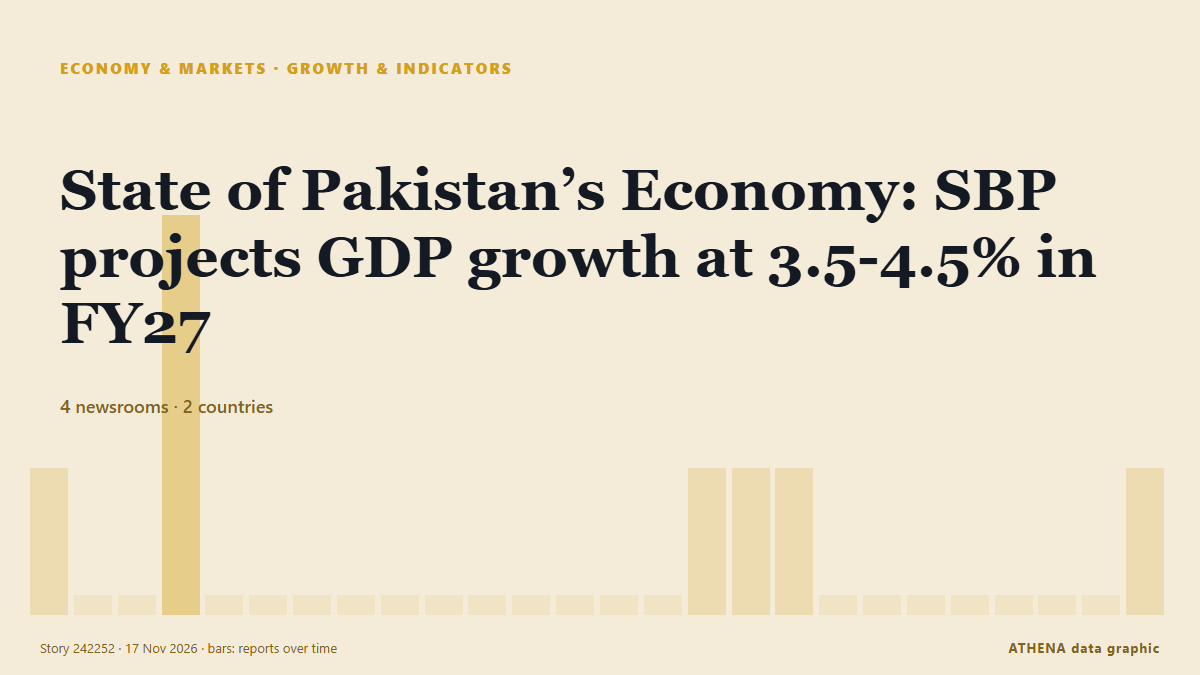 ECONOMY & MARKETS · GROWTH & INDICATORS
State of Pakistan’s Economy: SBP
projects GDP growth at 3.5-4.5% in
FY27
4 newsrooms · 2 countries
Story 242252 · 17 Nov 2026 · bars: reports over time
ATHENA data graphic